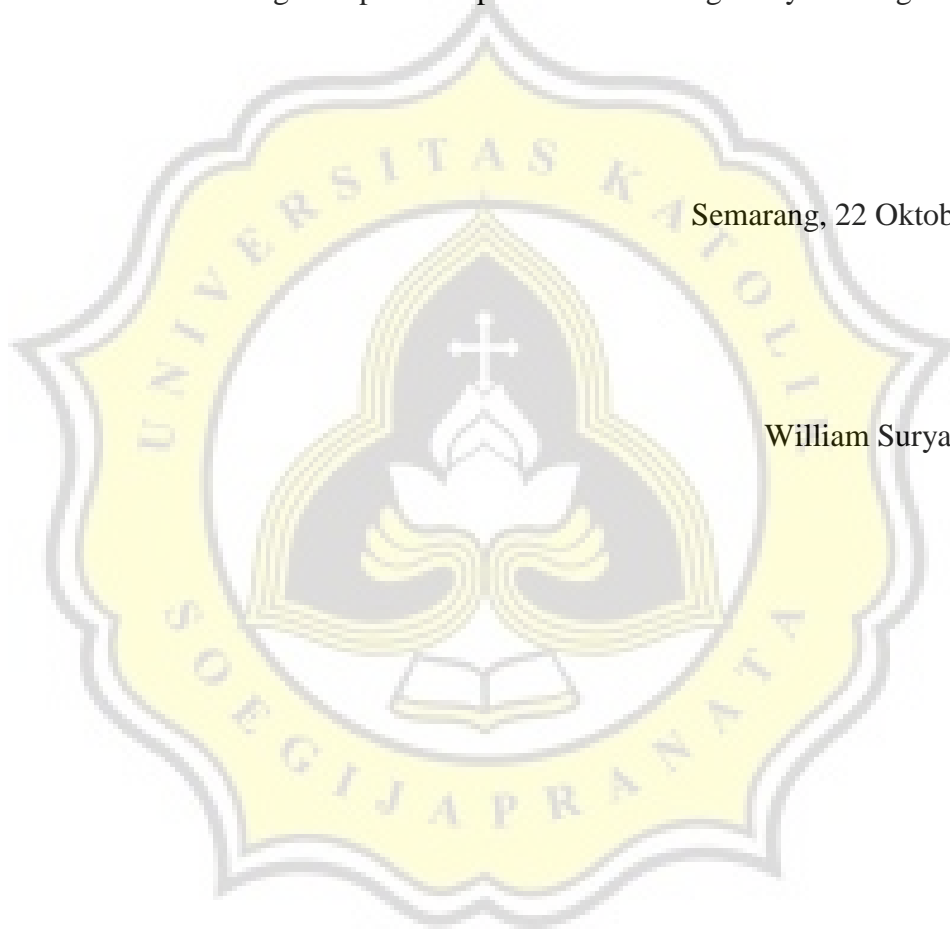 Semarang, 22 Oktob
William Surya
UNIVERSITAS KATOLIK
SOEGIJAPRANATA